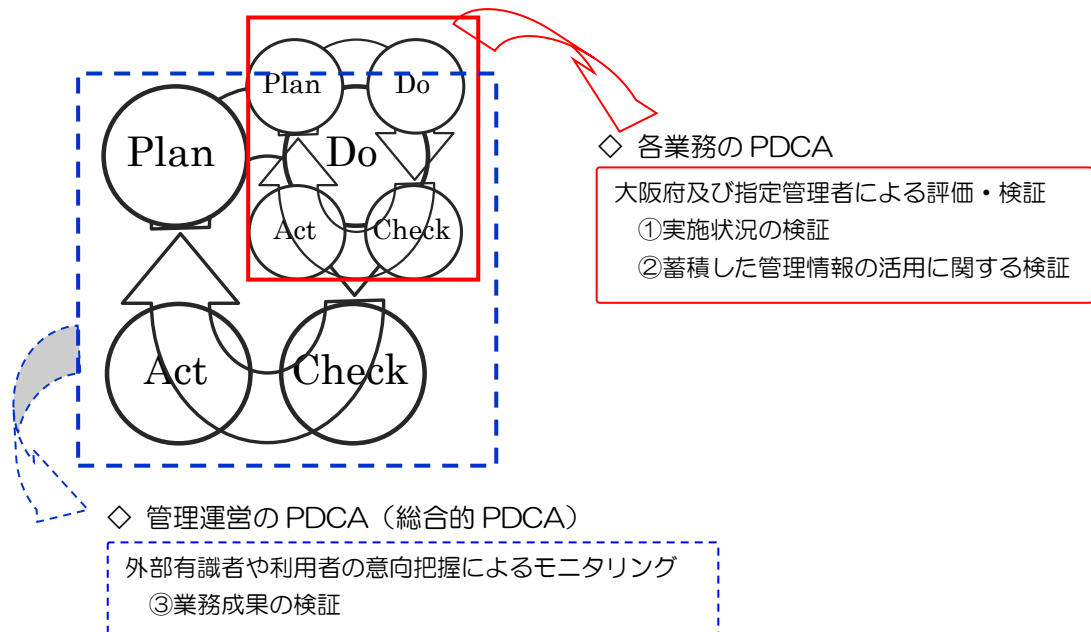 Plan
Do
Plan
Do
Act
Check
Act
Check
◇ 各業務の PDCA
大阪府及び指定管理者による評価・検証
①実施状況の検証
②蓄積した管理情報の活用に関する検証
◇ 管理運営の PDCA（総合的 PDCA）
外部有識者や利用者の意向把握によるモニタリング
③業務成果の検証